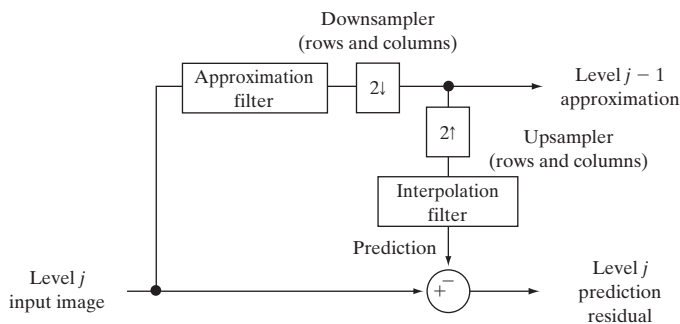 Downsampler
(rows and columns)
Approximation
filter
2↓
Level j − 1
approximation
2↑
Upsampler
(rows and columns)
Interpolation
filter
Prediction
Level j
input image
+
−
Level j
prediction
residual